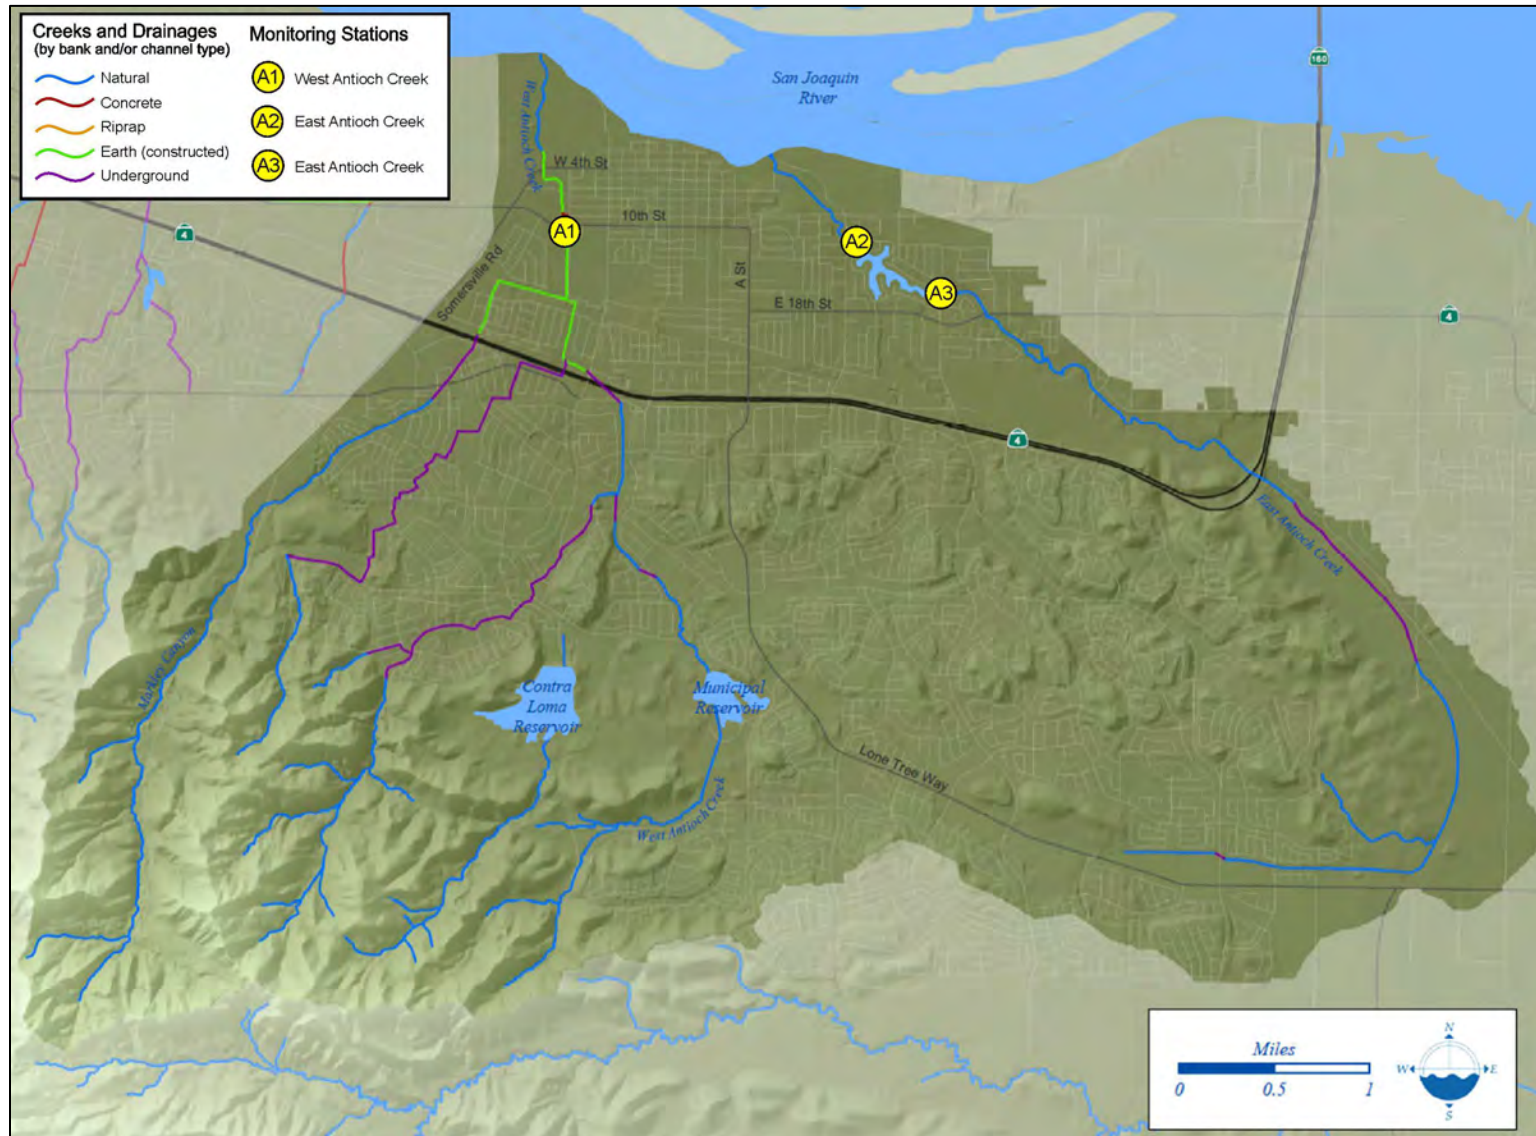 Creeks and Drainages
(by bank and/or channel type)
Natural
Concrete
Riprap
Earth (constructed)
Underground
Monitoring Stations
A1 West Antioch Creek
A2 East Antioch Creek
A3 East Antioch Creek
San Joaquin
River
160
West Antioch Creek
W 4th St
10th St
A1
A2
A3
4
Somersville Rd
A St
E 18th St
4
4
East Antioch Creek
Markley Canyon
Contra
Loma
Reservoir
Municipal
Reservoir
Lone Tree Way
West Antioch Creek
Miles
0 0.5 1
N
W E
S